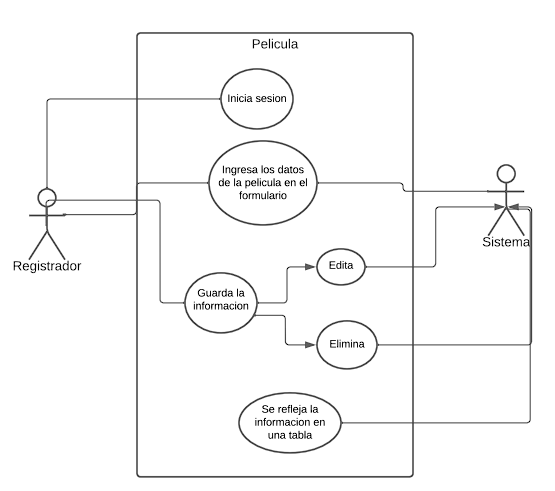 Pelicula
Inicia sesion
Ingresa los datos
de la pelicula en el
formulario
Registrador
Sistema
Guarda la
informacion
Edita
Elimina
Se refleja la
informacion en
una tabla